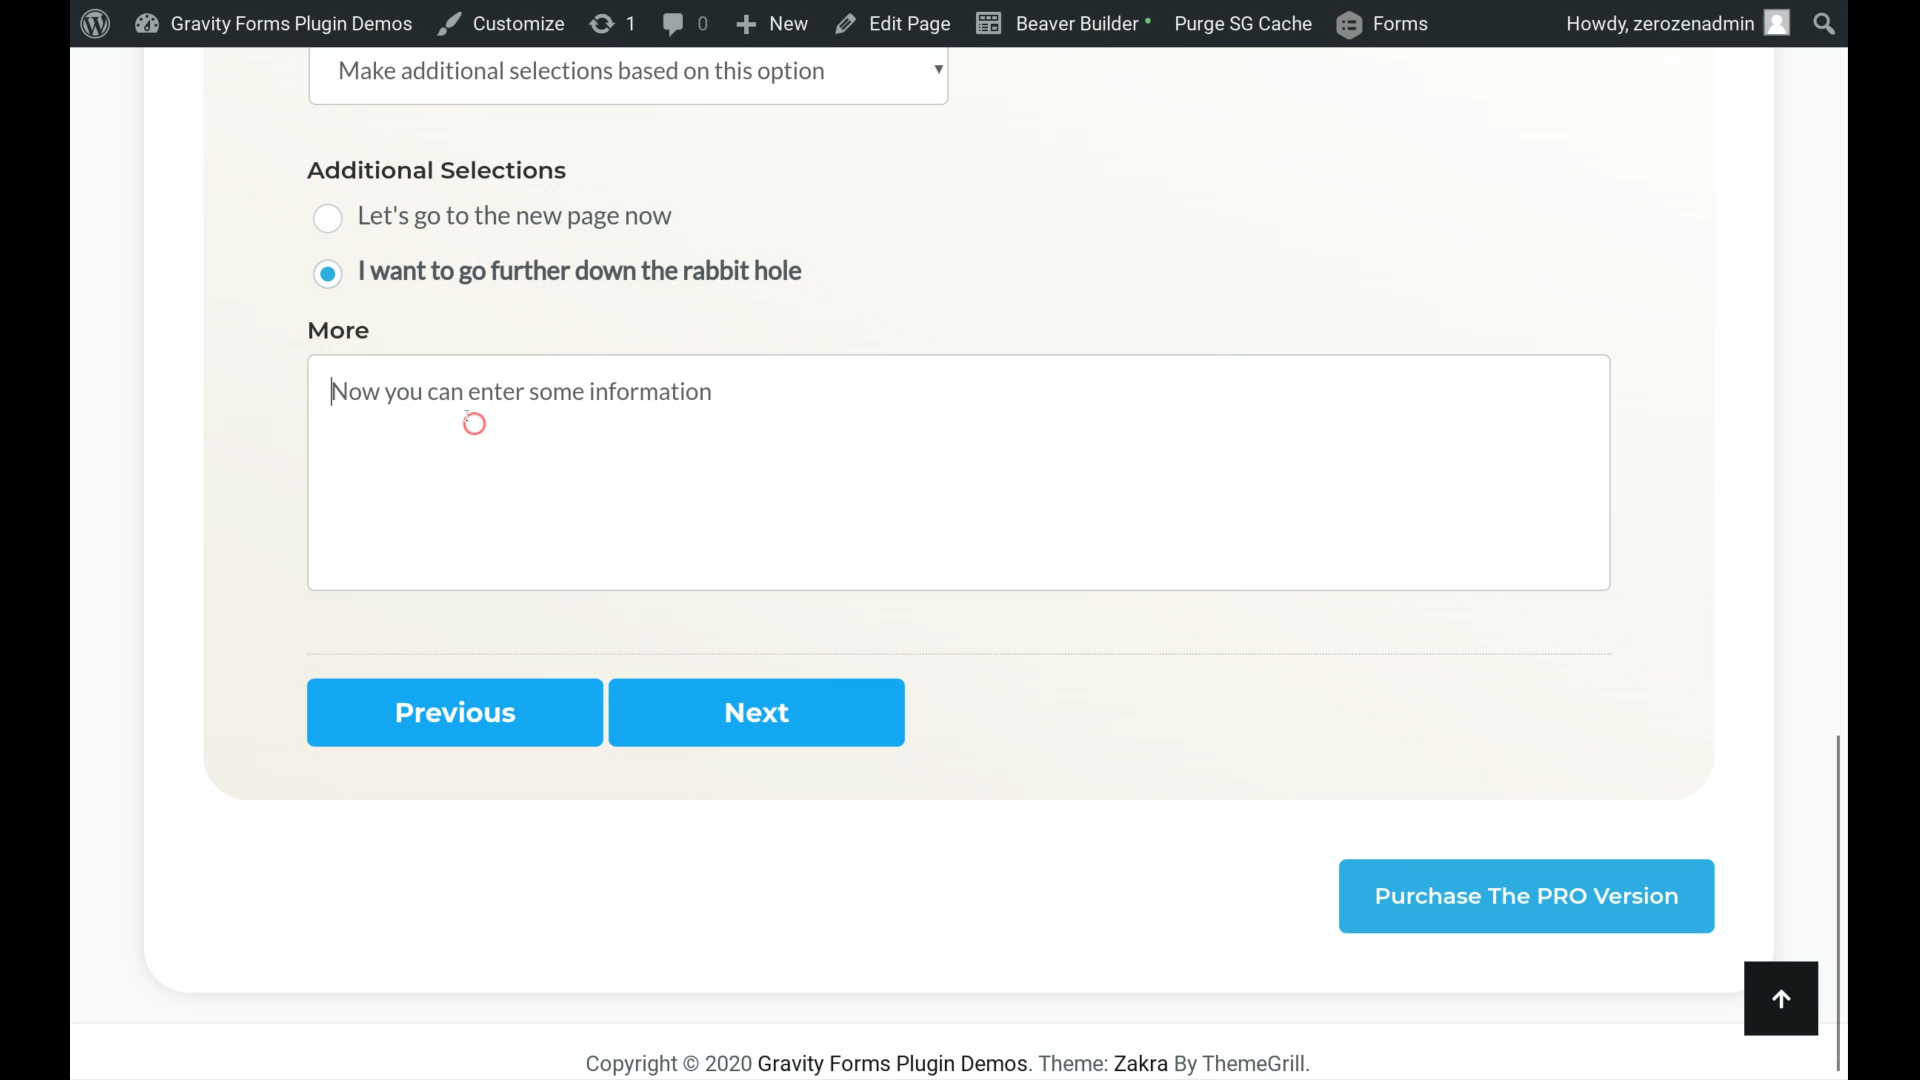 Gravity Forms Plugin Demos Customize 1 0 New Edit Page Beaver Builder Purge SG Cache Forms Howdy, zerozenadmin
Make additional selections based on this option
Additional Selections
Let's go to the new page now
I want to go further down the rabbit hole
More
Now you can enter some information
Previous Next
Purchase The PRO Version
Copyright © 2020 Gravity Forms Plugin Demos. Theme: Zakra By ThemeGrill.